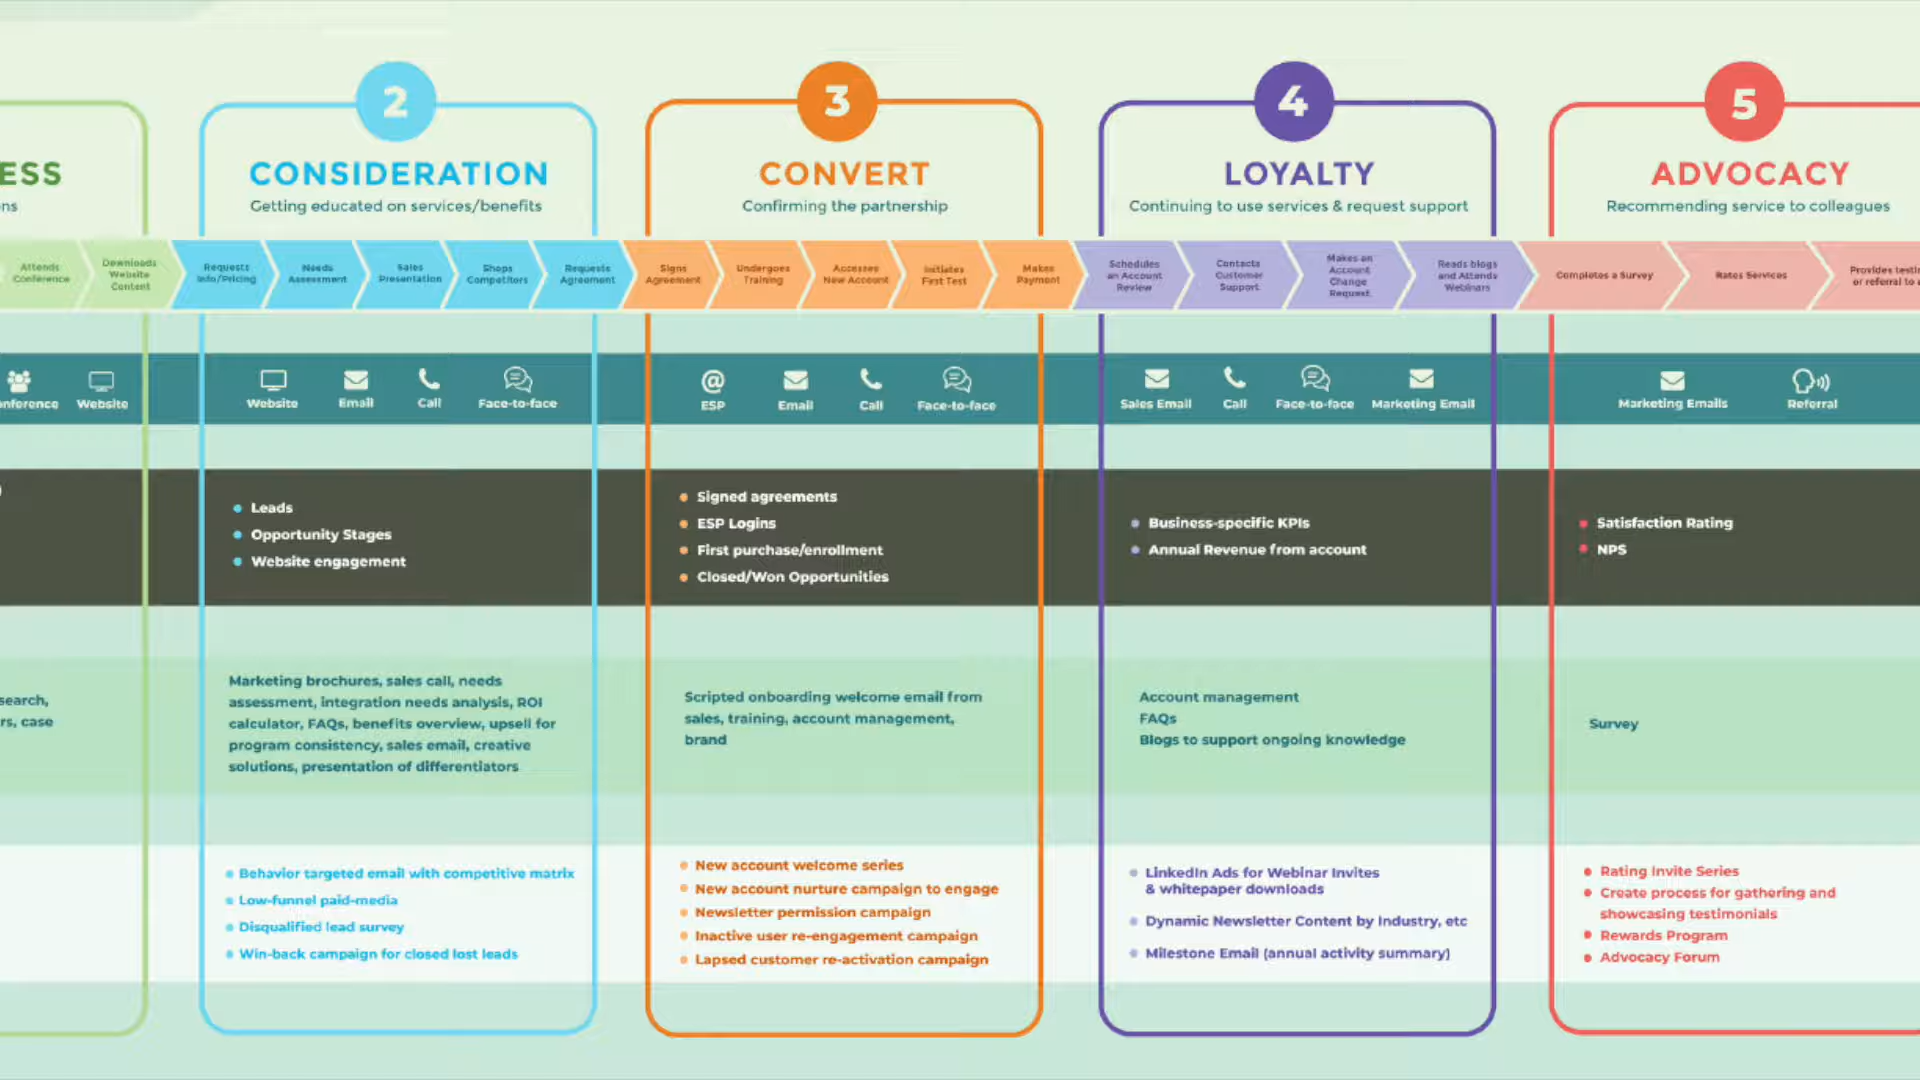 2
3
4
5
ESS
CONSIDERATION
CONVERT
LOYALTY
ADVOCACY
ns
Getting educated on services/benefits
Confirming the partnership
Continuing to use services & request support
Recommending service to colleagues
Attends
Conference
Downloads
Website
Content
Requests
Info/Pricing
Needs
Assessment
Sales
Presentation
Shops
Competitors
Requests
Agreement
Signs
Agreement
Undergoes
Training
Accesses
New Account
Initiates
First Test
Makes
Payment
Schedules
an Account
Review
Contacts
Customer
Support
Makes an
Account
Change
Request
Reads blogs
and Attends
Webinars
Completes a Survey
Rates Services
Provides testi
or referral to
onference
Website
Website
Email
Call
Face-to-face
@
ESP
Email
Call
Face-to-face
Sales Email
Call
Face-to-face
Marketing Email
Marketing Emails
Referral
)
Leads
Opportunity Stages
Website engagement
Signed agreements
ESP Logins
First purchase/enrollment
Closed/Won Opportunities
Business-specific KPIs
Annual Revenue from account
Satisfaction Rating
NPS
search,
rs, case
Marketing brochures, sales call, needs
assessment, integration needs analysis, ROI
calculator, FAQs, benefits overview, upsell for
program consistency, sales email, creative
solutions, presentation of differentiators
Scripted onboarding welcome email from
sales, training, account management,
brand
Account management
FAQs
Blogs to support ongoing knowledge
Survey
Behavior targeted email with competitive matrix
Low-funnel paid-media
Disqualified lead survey
Win-back campaign for closed lost leads
New account welcome series
New account nurture campaign to engage
Newsletter permission campaign
Inactive user re-engagement campaign
Lapsed customer re-activation campaign
LinkedIn Ads for Webinar Invites
& whitepaper downloads
Dynamic Newsletter Content by Industry, etc
Milestone Email (annual activity summary)
Rating Invite Series
Create process for gathering and
showcasing testimonials
Rewards Program
Advocacy Forum